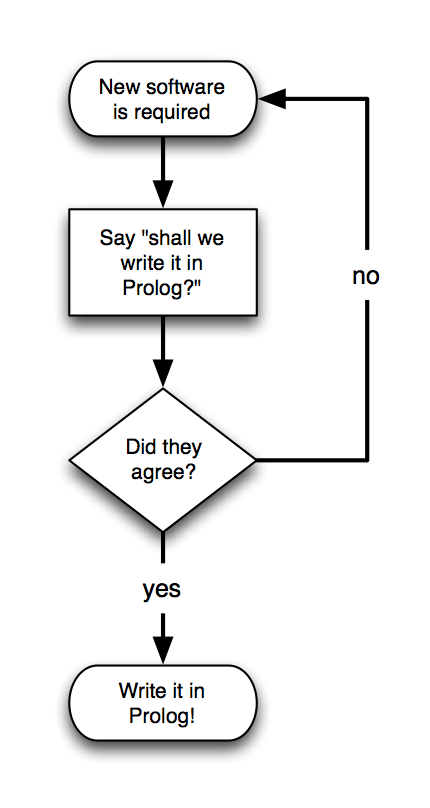 New software
is required
Say "shall we
write it in
Prolog?"
no
Did they
agree?
yes
Write it in
Prolog!